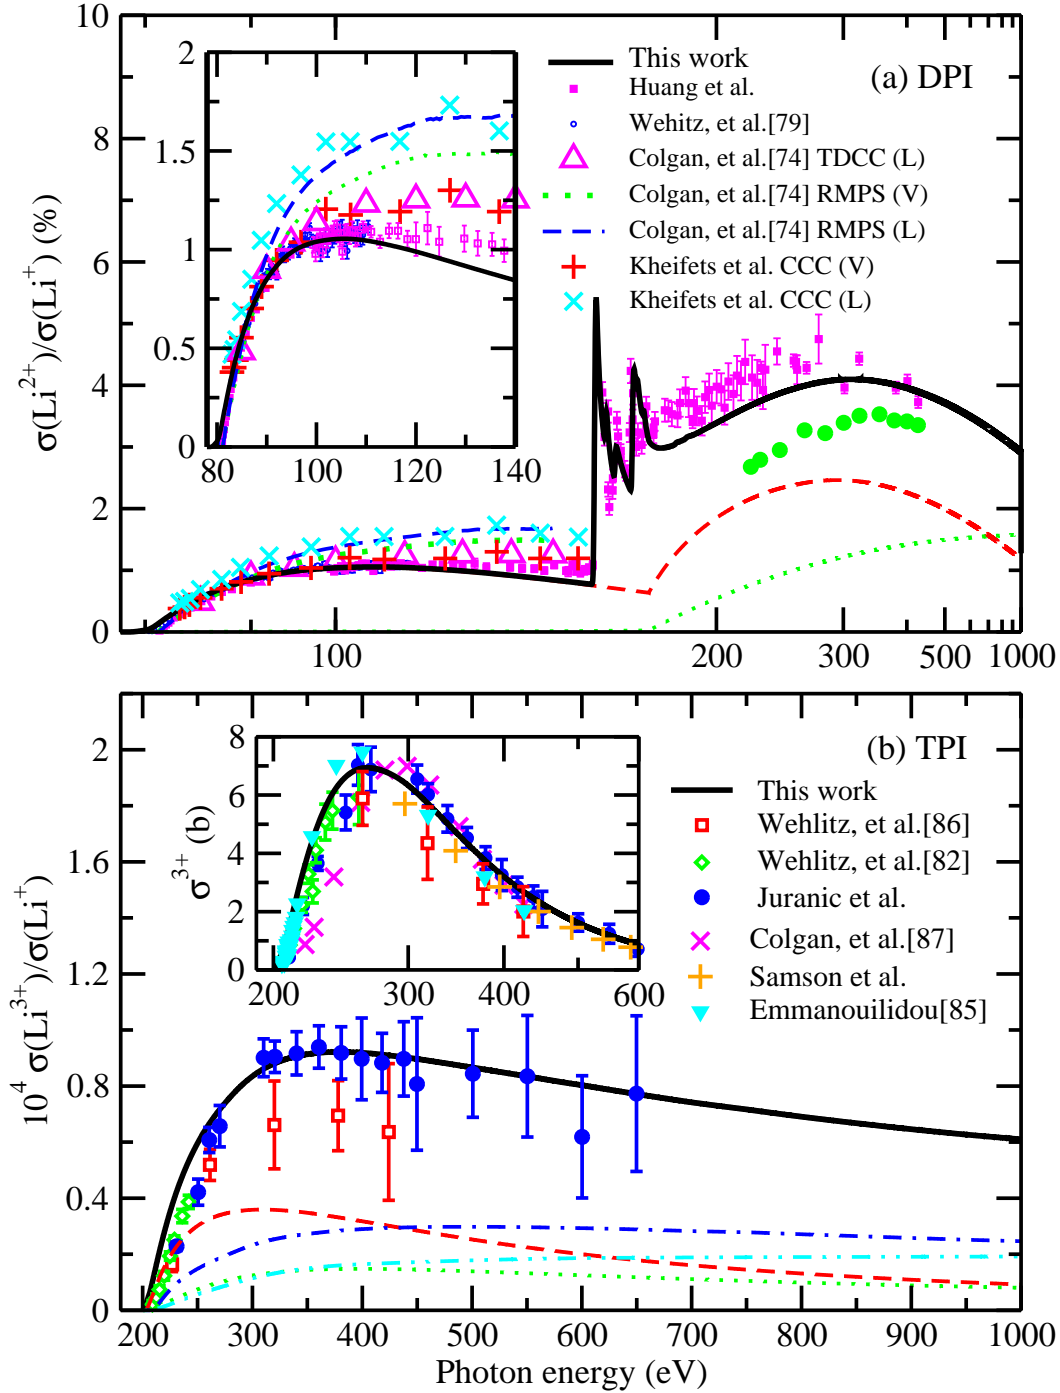 10
8
6
4
2
0
σ(Li²⁺)/σ(Li⁺) (%)
2
1.5
1
0.5
0
80 100 120 140
This work
Huang et al.
Wehitz, et al.[79]
Colgan, et al.[74] TDCC (L)
Colgan, et al.[74] RMPS (V)
Colgan, et al.[74] RMPS (L)
Kheifets et al. CCC (V)
Kheifets et al. CCC (L)
(a) DPI
100 200 300 500 1000
2
1.6
1.2
0.8
0.4
0
10⁴ σ(Li³⁺)/σ(Li⁺)
8
6
4
2
0
σ³⁺ (b)
200 300 400 600
(b) TPI
This work
Wehlitz, et al.[86]
Wehlitz, et al.[82]
Juranic et al.
Colgan, et al.[87]
Samson et al.
Emmanouilidou[85]
200 300 400 500 600 700 800 900 1000
Photon energy (eV)